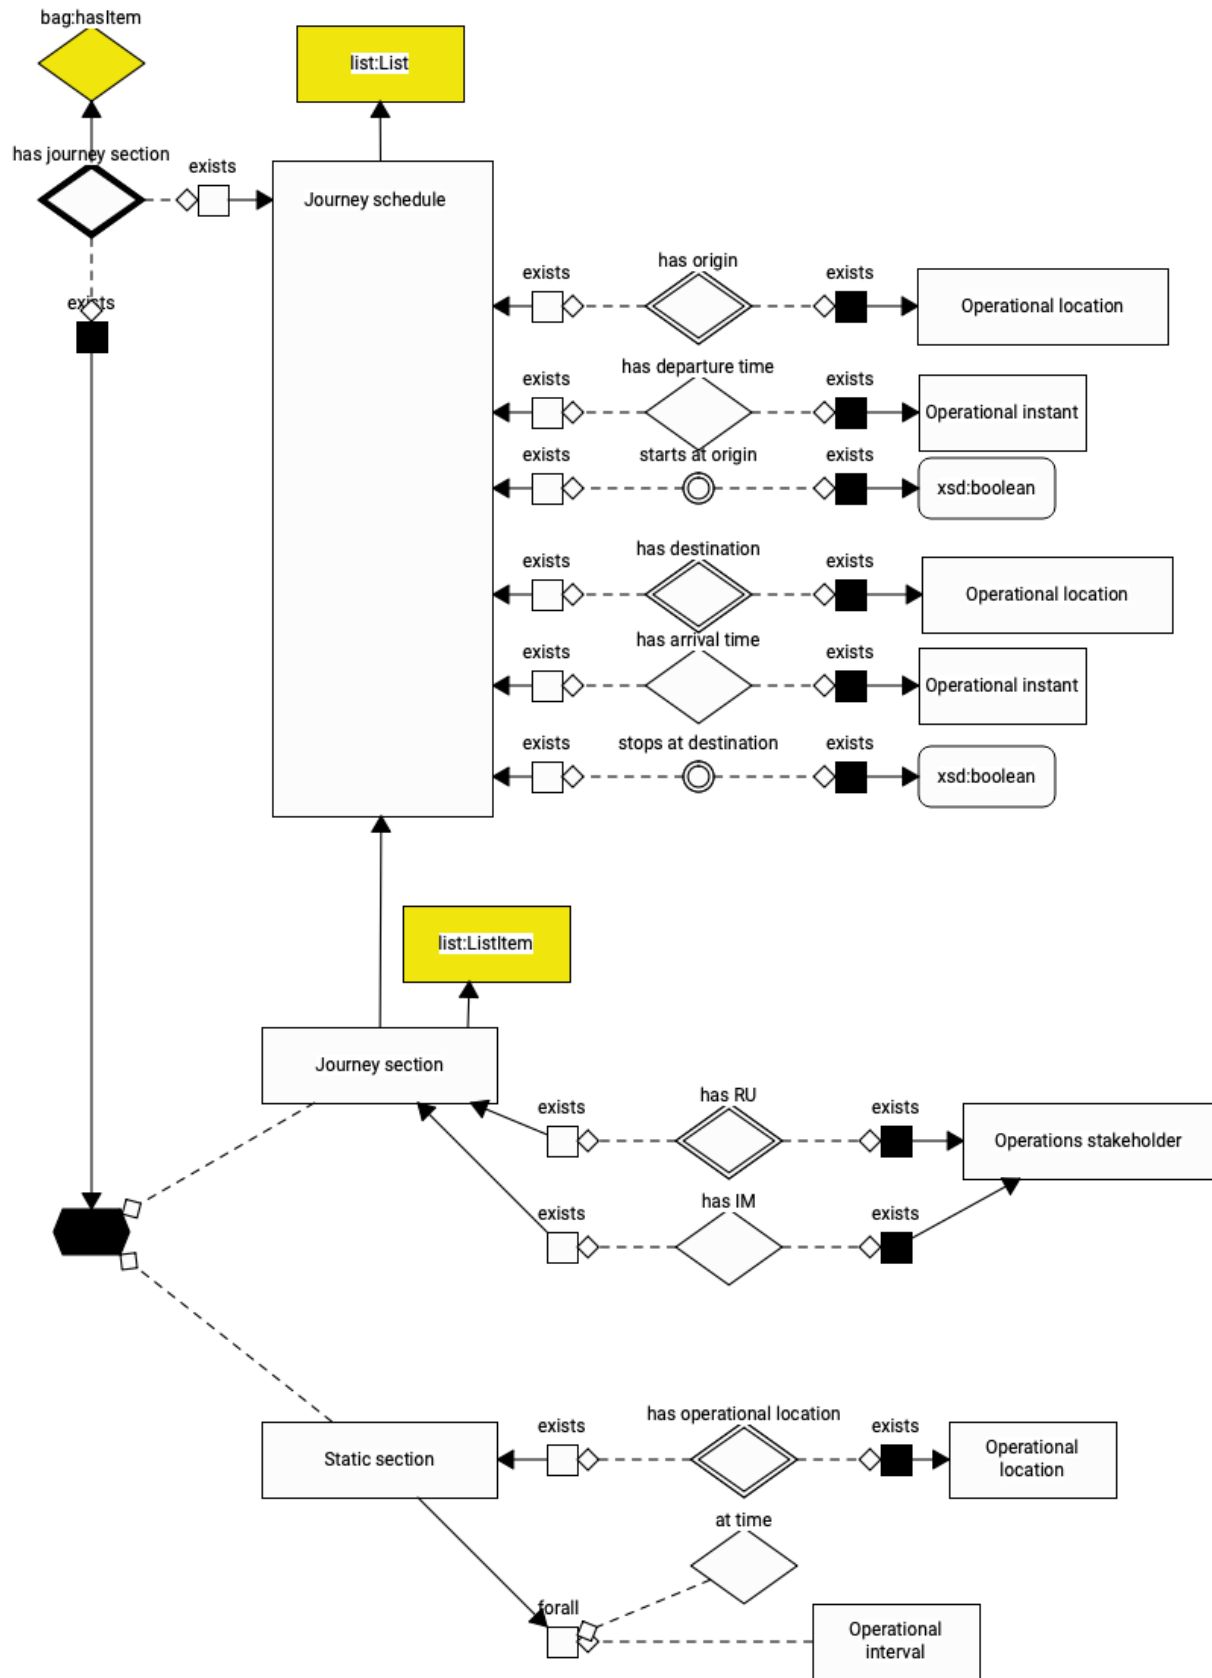 bag:hasItem
list:List
has journey section
exists
Journey schedule
has origin
exists
exists
Operational location
exists
has departure time
exists
exists
Operational instant
exists
starts at origin
exists
xsd:boolean
has destination
exists
exists
Operational location
has arrival time
exists
exists
Operational instant
exists
stops at destination
exists
xsd:boolean
list:ListItem
Journey section
has RU
exists
exists
Operations stakeholder
has IM
exists
exists
has operational location
exists
exists
Static section
Operational
location
at time
forall
Operational
interval